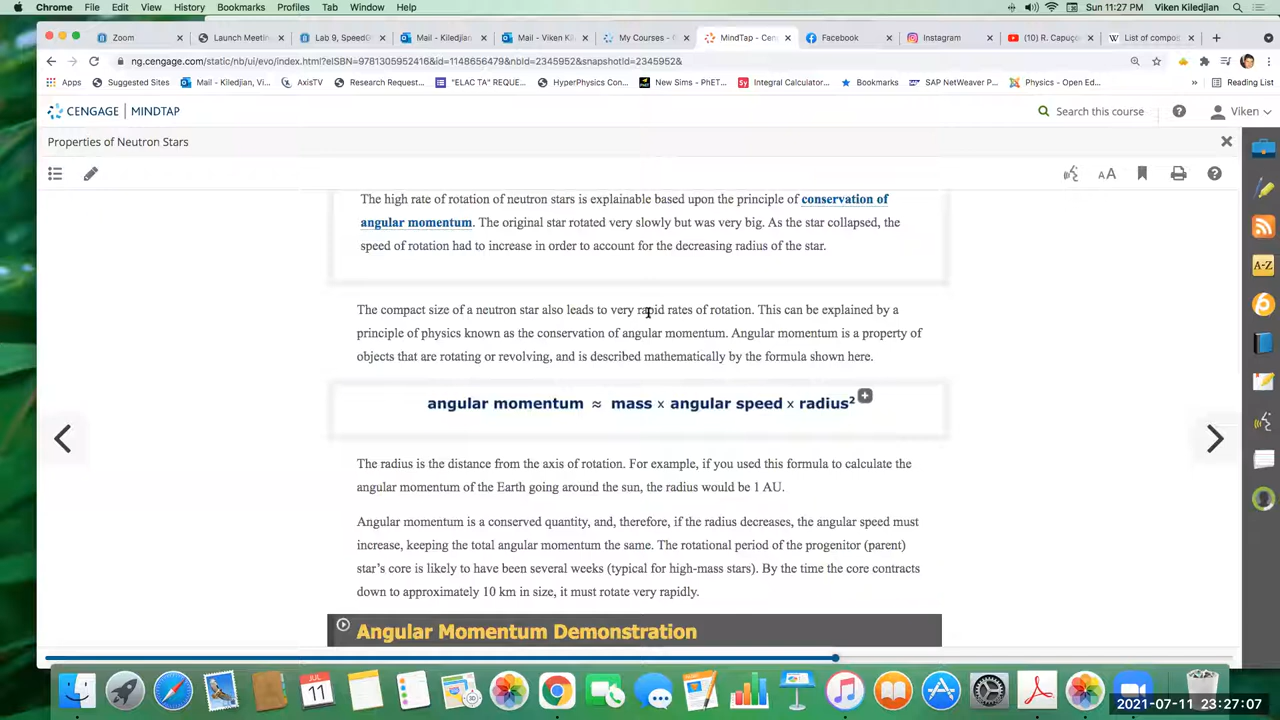 Chrome File Edit View History Bookmarks Profiles Tab Window Help Sun 11:27 PM Viken Kiledjian
Zoom Launch Meetin Lab 9, SpeedG Mail - Kiledjian Mail - Viken K My Courses - C MindTap - Cen Facebook Instagram (10) R. Capuç List of compos
ng.cengage.com/static/nb/ui/evo/index.html?eISBN=9781305952416&id=1148656479&nbId=2345952&snapshotId=2345952&
Apps Suggested Sites Mail - Kiledjian, Vi... AxisTV Research Request... "ELAC TA" REQUE... HyperPhysics Con... New Sims - PhET... Sy Integral Calculator... Bookmarks SAP NetWeaver P... Physics - Open Ed... » Reading List
CENGAGE | MINDTAP Search this course Viken
Properties of Neutron Stars
AA
The high rate of rotation of neutron stars is explainable based upon the principle of conservation of
angular momentum. The original star rotated very slowly but was very big. As the star collapsed, the
speed of rotation had to increase in order to account for the decreasing radius of the star.
The compact size of a neutron star also leads to very rapid rates of rotation. This can be explained by a
principle of physics known as the conservation of angular momentum. Angular momentum is a property of
objects that are rotating or revolving, and is described mathematically by the formula shown here.
angular momentum ≈ mass x angular speed x radius²
The radius is the distance from the axis of rotation. For example, if you used this formula to calculate the
angular momentum of the Earth going around the sun, the radius would be 1 AU.
Angular momentum is a conserved quantity, and, therefore, if the radius decreases, the angular speed must
increase, keeping the total angular momentum the same. The rotational period of the progenitor (parent)
star's core is likely to have been several weeks (typical for high-mass stars). By the time the core contracts
down to approximately 10 km in size, it must rotate very rapidly.
Angular Momentum Demonstration
A-Z
JUL
11
2021-07-11 23:27:07